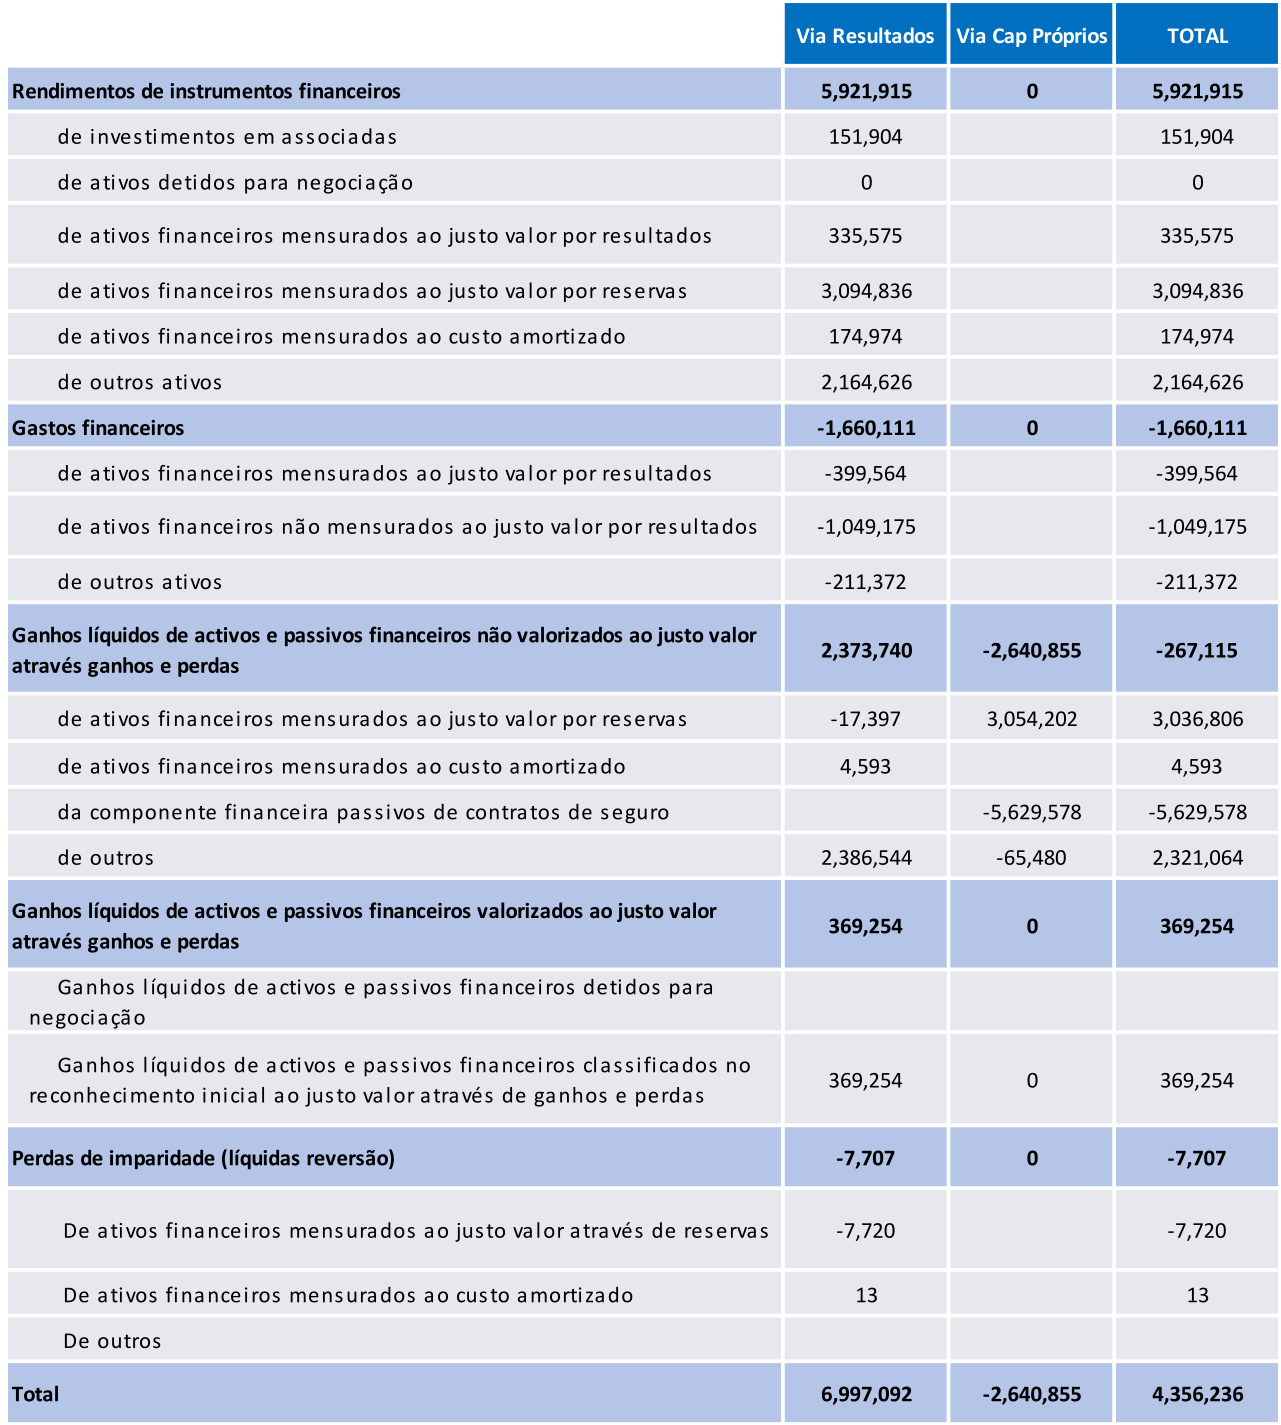 Via Resultados Via Cap Próprios TOTAL
Rendimentos de instrumentos financeiros 5,921,915 0 5,921,915
de investimentos em associadas 151,904 151,904
de ativos detidos para negociação 0 0
de ativos financeiros mensurados ao justo valor por resultados 335,575 335,575
de ativos financeiros mensurados ao justo valor por reservas 3,094,836 3,094,836
de ativos financeiros mensurados ao custo amortizado 174,974 174,974
de outros ativos 2,164,626 2,164,626
Gastos financeiros -1,660,111 0 -1,660,111
de ativos financeiros mensurados ao justo valor por resultados -399,564 -399,564
de ativos financeiros não mensurados ao justo valor por resultados -1,049,175 -1,049,175
de outros ativos -211,372 -211,372
Ganhos líquidos de activos e passivos financeiros não valorizados ao justo valor
através ganhos e perdas 2,373,740 -2,640,855 -267,115
de ativos financeiros mensurados ao justo valor por reservas -17,397 3,054,202 3,036,806
de ativos financeiros mensurados ao custo amortizado 4,593 4,593
da componente financeira passivos de contratos de seguro -5,629,578 -5,629,578
de outros 2,386,544 -65,480 2,321,064
Ganhos líquidos de activos e passivos financeiros valorizados ao justo valor
através ganhos e perdas 369,254 0 369,254
Ganhos líquidos de activos e passivos financeiros detidos para
negociação
Ganhos líquidos de activos e passivos financeiros classificados no
reconhecimento inicial ao justo valor através de ganhos e perdas 369,254 0 369,254
Perdas de imparidade (líquidas reversão) -7,707 0 -7,707
De ativos financeiros mensurados ao justo valor através de reservas -7,720 -7,720
De ativos financeiros mensurados ao custo amortizado 13 13
De outros
Total 6,997,092 -2,640,855 4,356,236